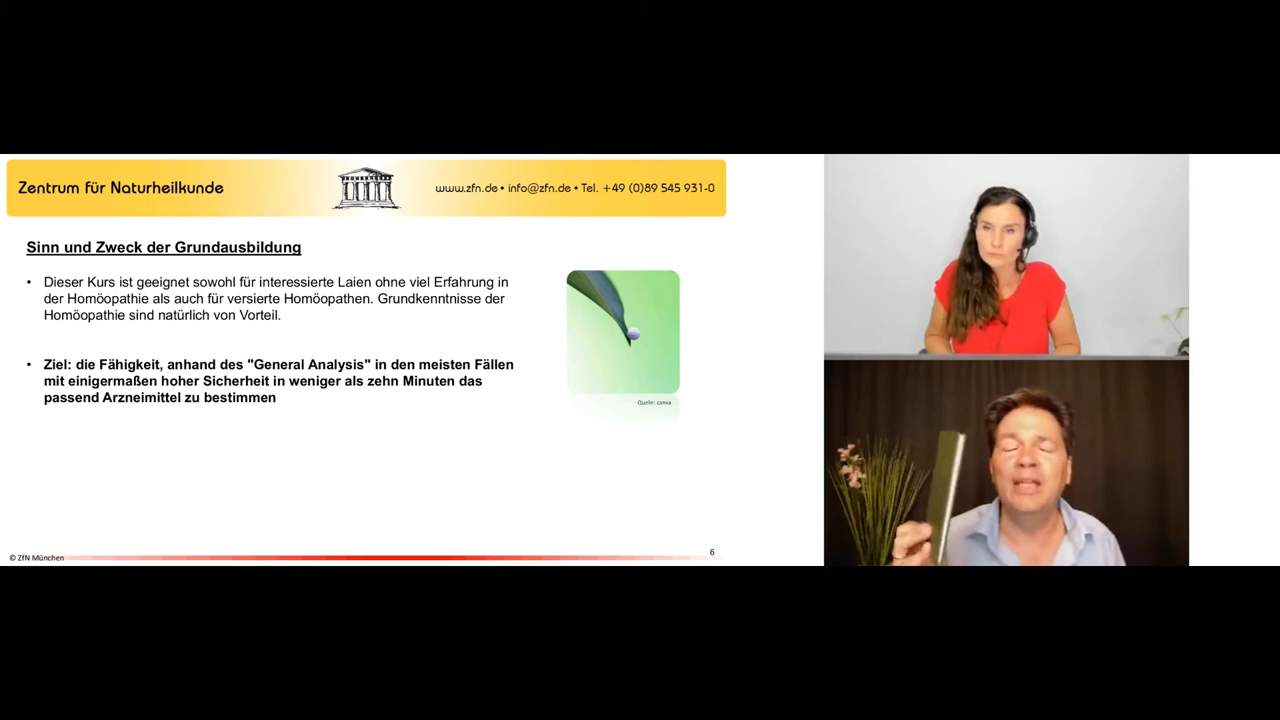 Zentrum für Naturheilkunde
www.zfn.de • info@zfn.de • Tel. +49 (0)89 545 931-0
Sinn und Zweck der Grundausbildung
• Dieser Kurs ist geeignet sowohl für interessierte Laien ohne viel Erfahrung in
der Homöopathie als auch für versierte Homöopathen. Grundkenntnisse der
Homöopathie sind natürlich von Vorteil.
• Ziel: die Fähigkeit, anhand des "General Analysis" in den meisten Fällen
mit einigermaßen hoher Sicherheit in weniger als zehn Minuten das
passend Arzneimittel zu bestimmen
Quelle: canva
© ZfN München
6